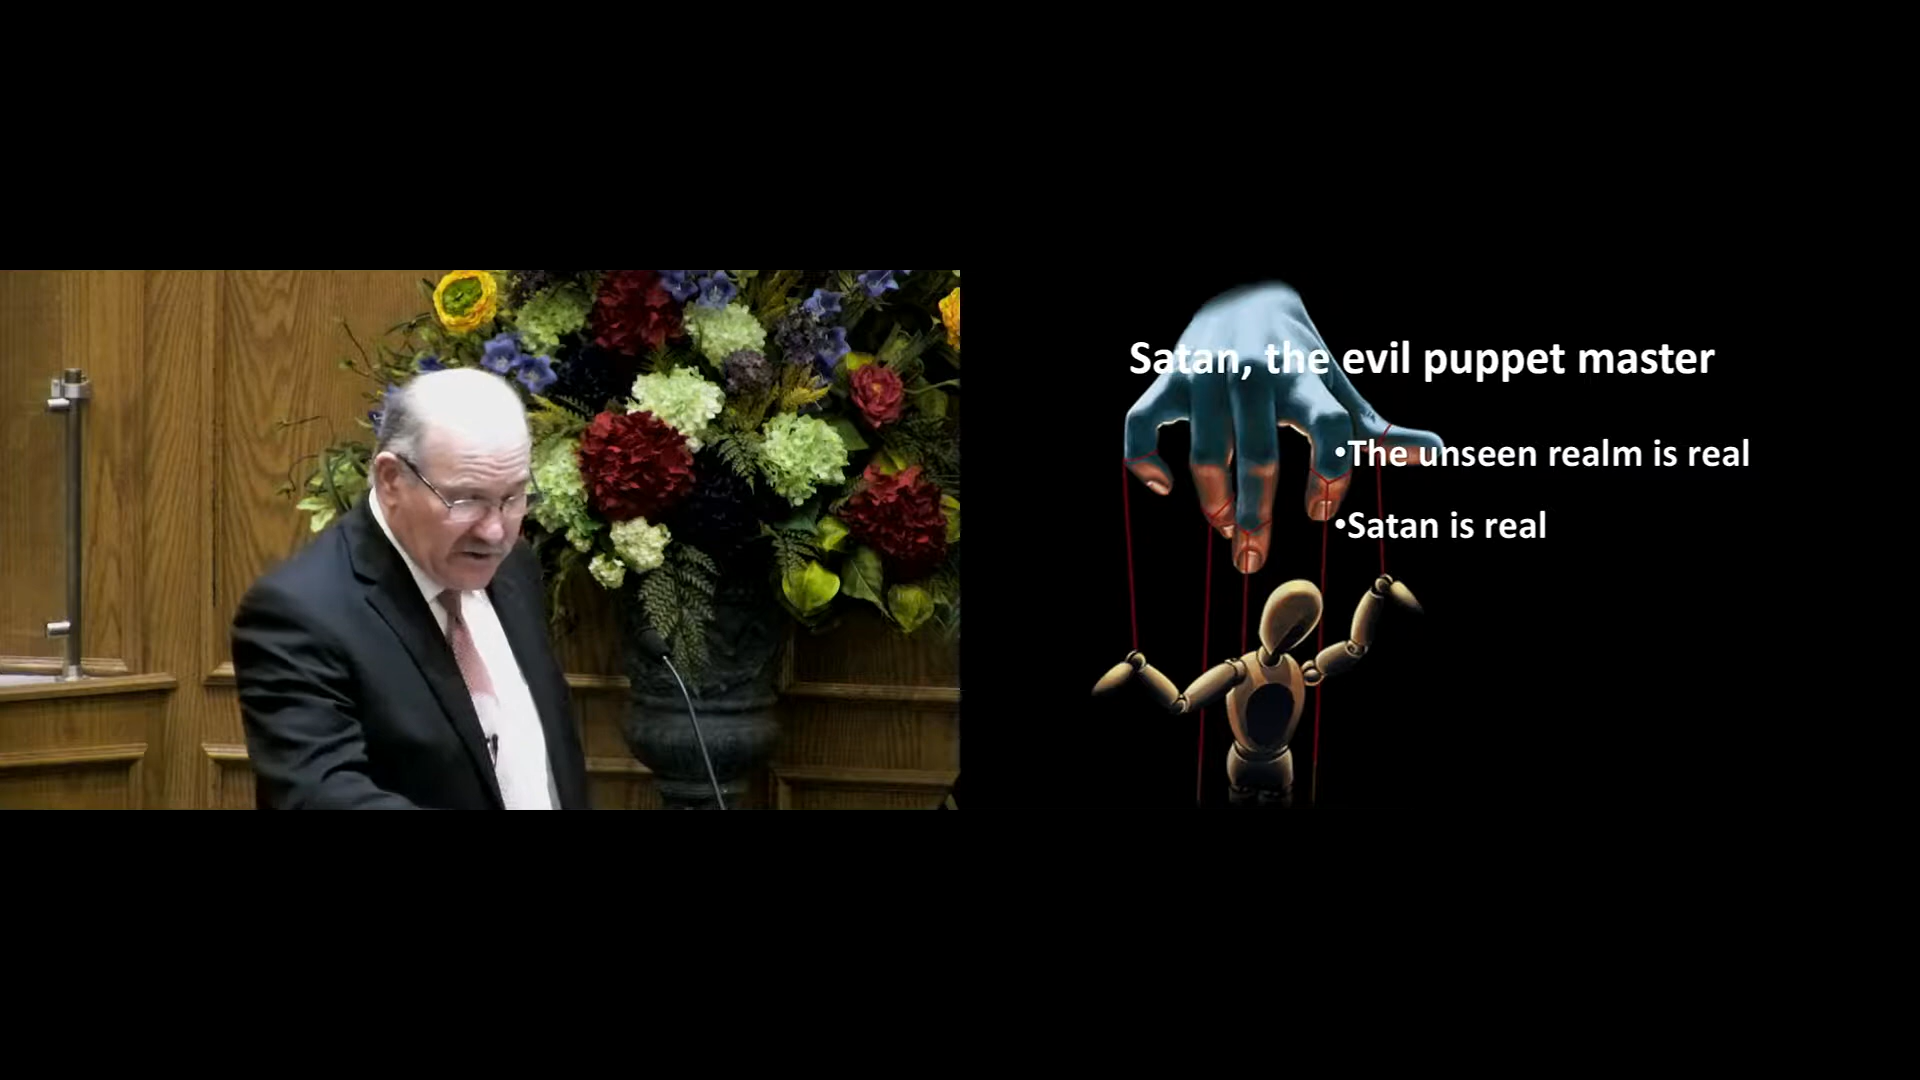 Satan, the evil puppet master
•The unseen realm is real
•Satan is real